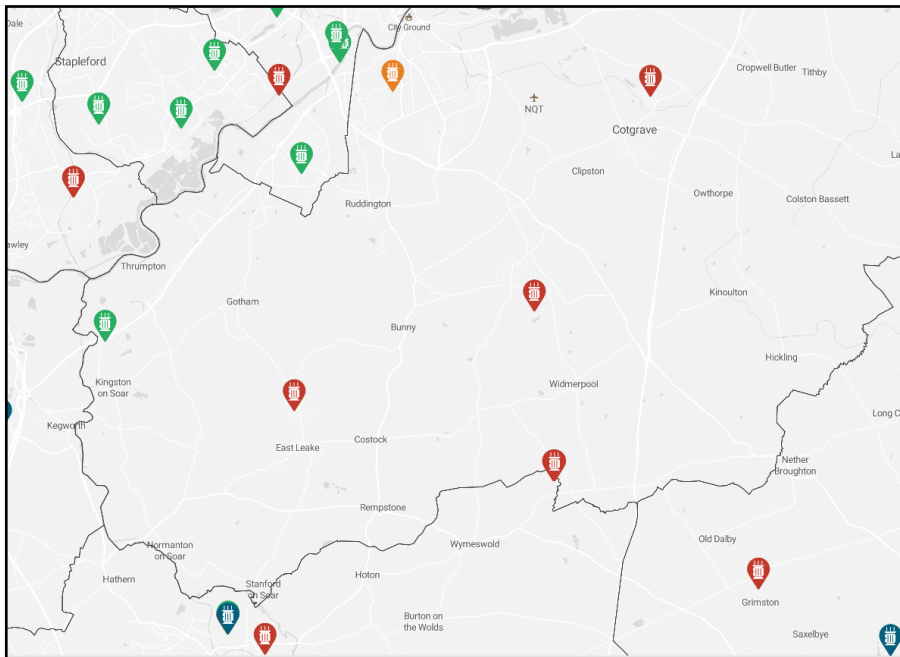 Dale
City Ground
Stapleford
Cropwell Butler
Tithby
NQT
Cotgrave
La
Clipston
Owthorpe
Colston Bassett
Ruddington
awley
Thrumpton
Gotham
Kinoulton
Bunny
Hickling
Kingston
on Soar
Widmerpool
Long C
Kegworth
Costock
East Leake
Nether
Broughton
Rempstone
Old Dalby
Normanton
on Soar
Wymeswold
Hathern
Hoton
Stanford
on Soar
Grimston
Burton on
the Wolds
Saxelbye